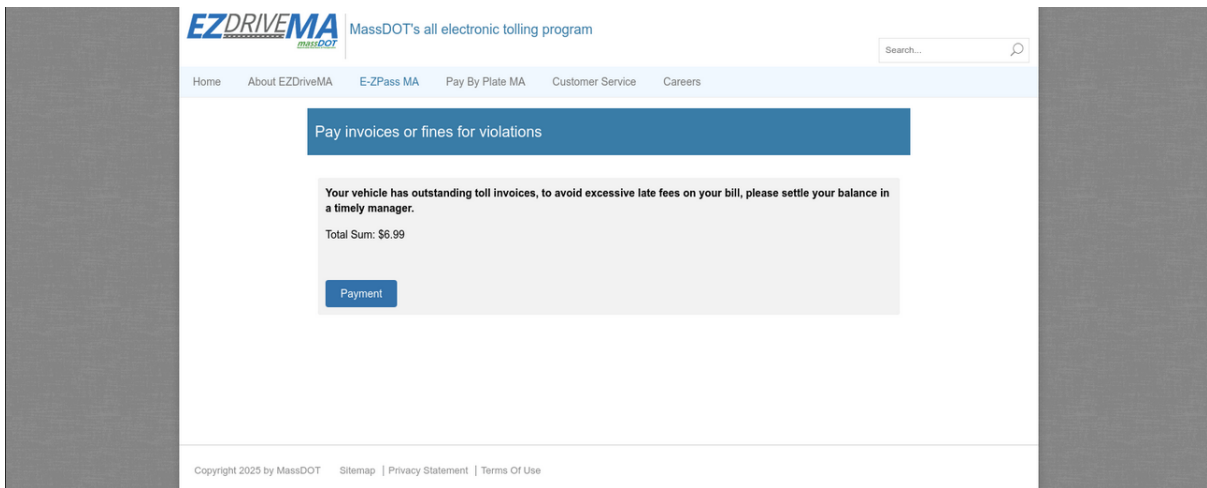 EZDRIVEMA
massDOT
MassDOT's all electronic tolling program
Search...
Home About EZDriveMA E-ZPass MA Pay By Plate MA Customer Service Careers
Pay invoices or fines for violations
Your vehicle has outstanding toll invoices, to avoid excessive late fees on your bill, please settle your balance in
a timely manager.
Total Sum: $6.99
Payment
Copyright 2025 by MassDOT Sitemap | Privacy Statement | Terms Of Use